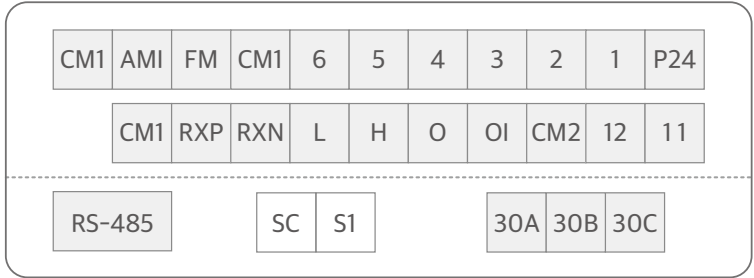 CM1 AMI FM CM1 6 5 4 3 2 1 P24
CM1 RXP RXN L H O OI CM2 12 11
RS-485 SC S1 30A 30B 30C